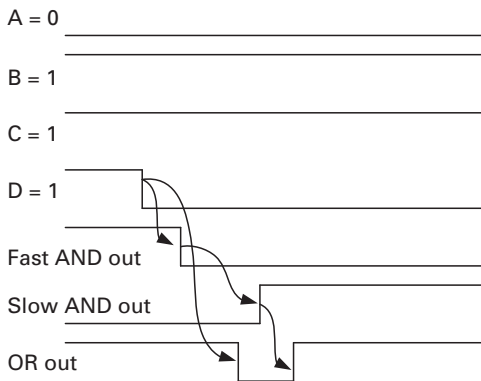 A = 0
B = 1
C = 1
D = 1
Fast AND out
Slow AND out
OR out